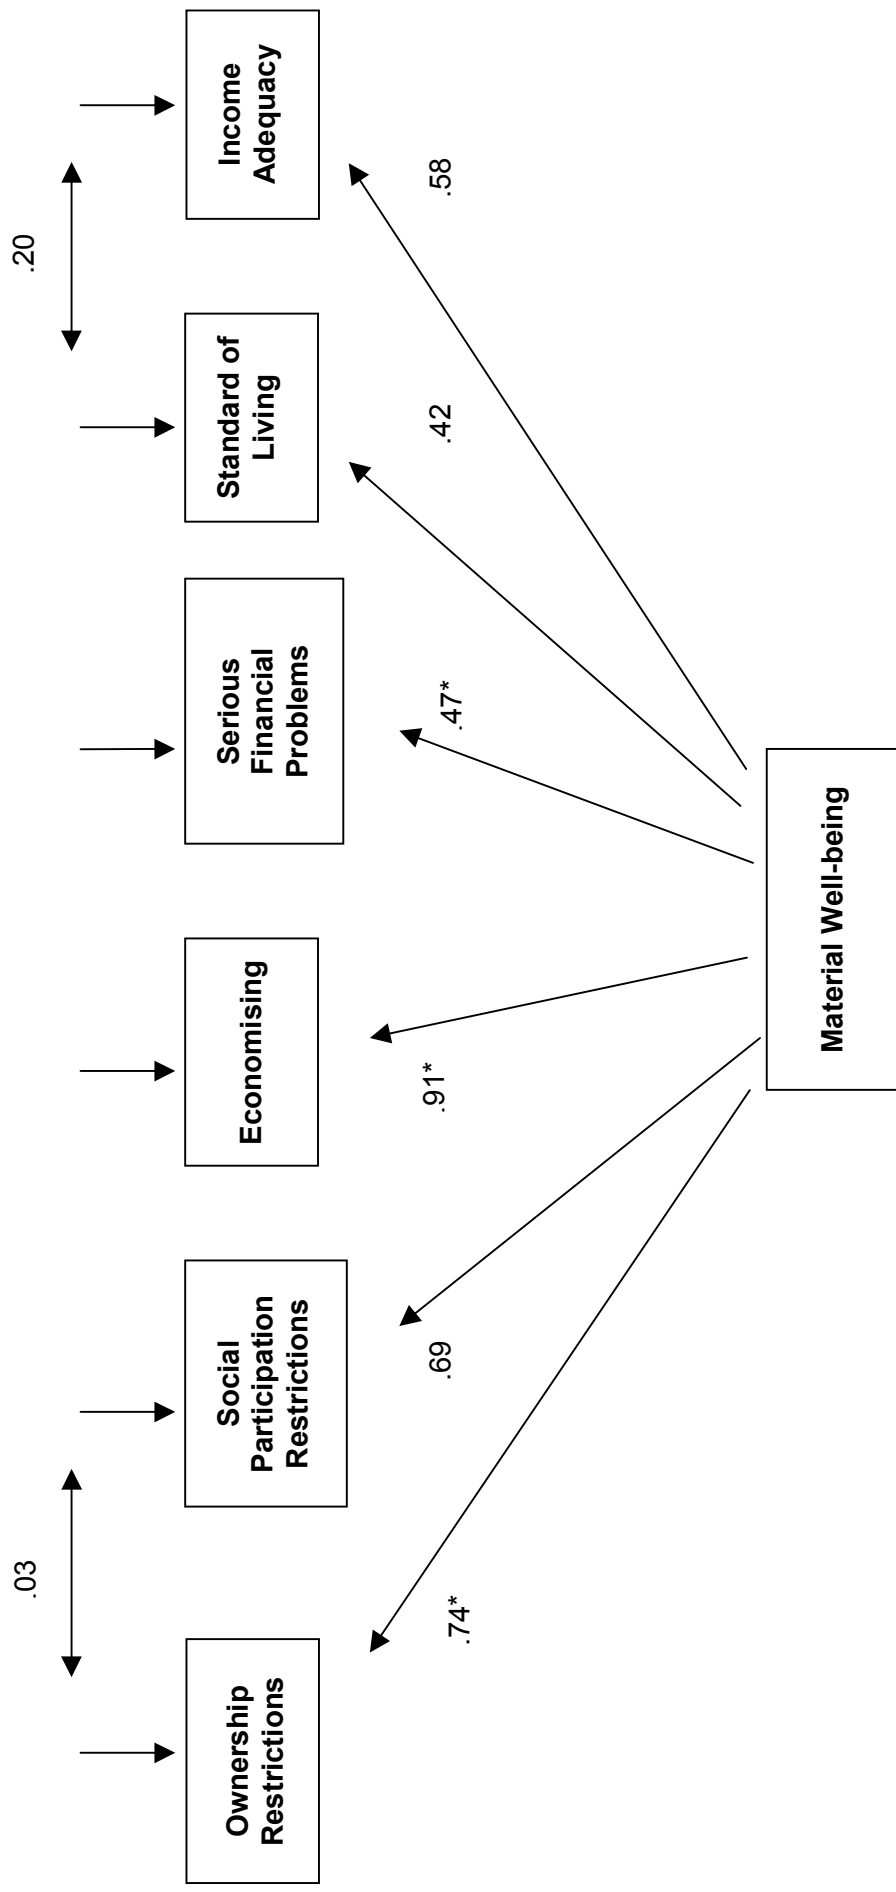 .03
.20
Ownership
Restrictions
Social
Participation
Restrictions
Economising
Serious
Financial
Problems
Standard of
Living
Income
Adequacy
.74*
.69
.91*
.47*
.42
.58
Material Well-being